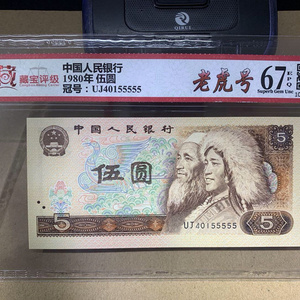 QIRUI
藏宝评级
中国人民银行
1980年 伍圆
冠号：UJ40155555
老虎号
67
EPQ
Superb Gem Unc
中国人民银行
5
伍圆
UJ40155555
5
5